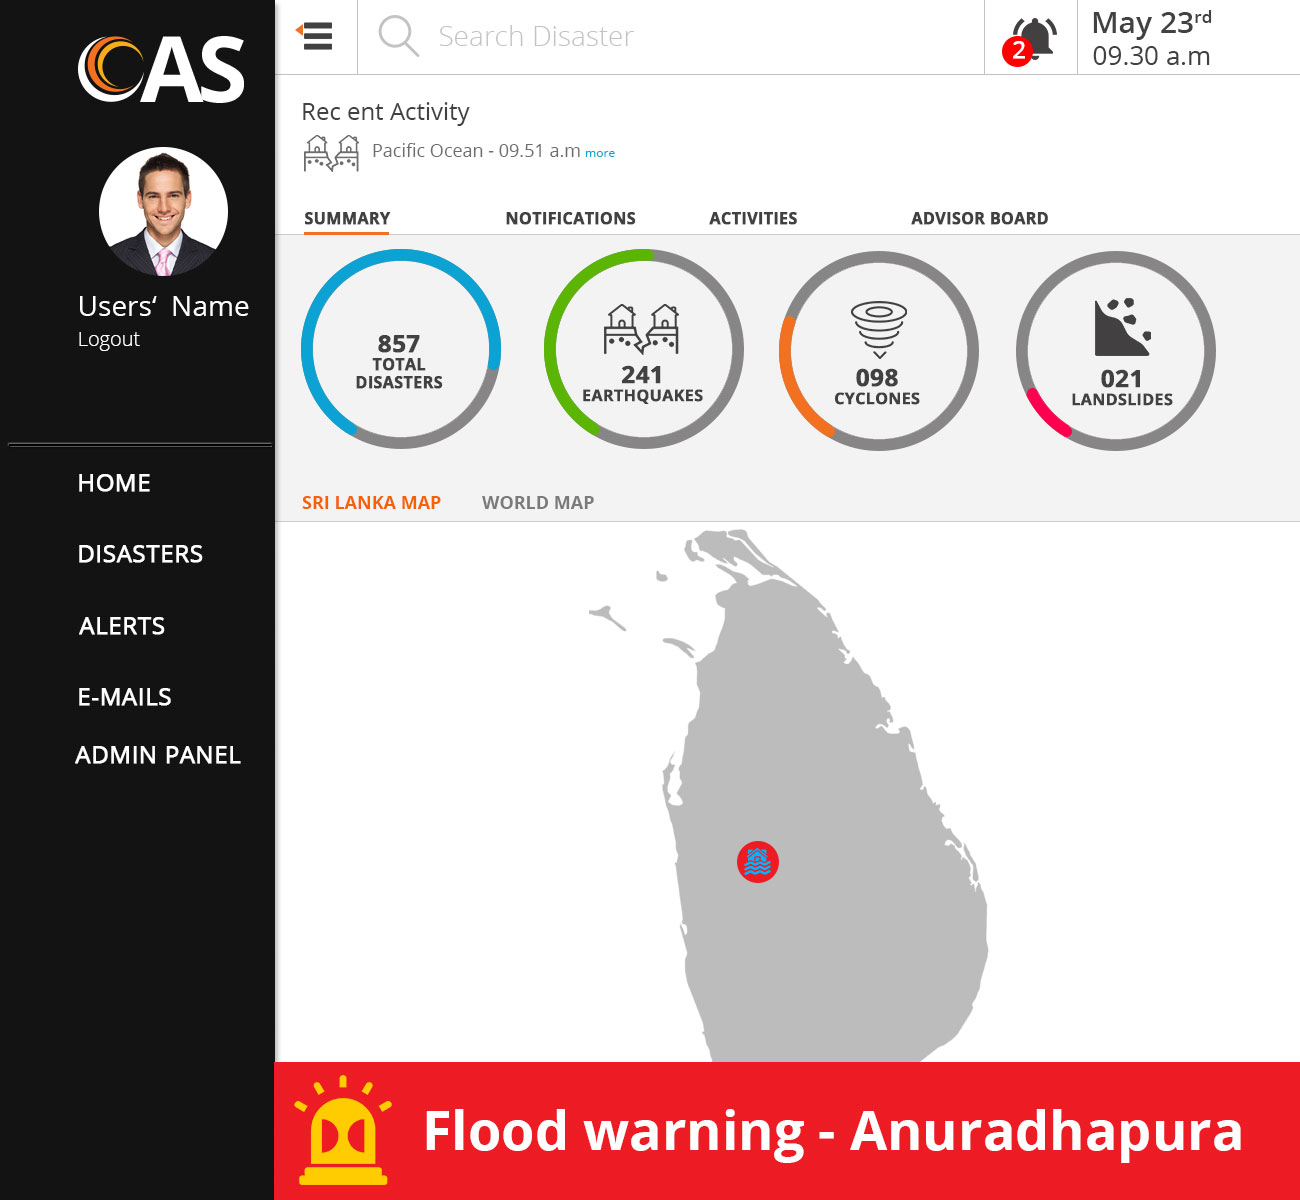 CAS
Users‘ Name
Logout
HOME
DISASTERS
ALERTS
E-MAILS
ADMIN PANEL
Search Disaster
2
May 23rd
09.30 a.m
Rec ent Activity
Pacific Ocean - 09.51 a.m more
SUMMARY NOTIFICATIONS ACTIVITIES ADVISOR BOARD
857
TOTAL
DISASTERS
241
EARTHQUAKES
098
CYCLONES
021
LANDSLIDES
SRI LANKA MAP WORLD MAP
Flood warning - Anuradhapura